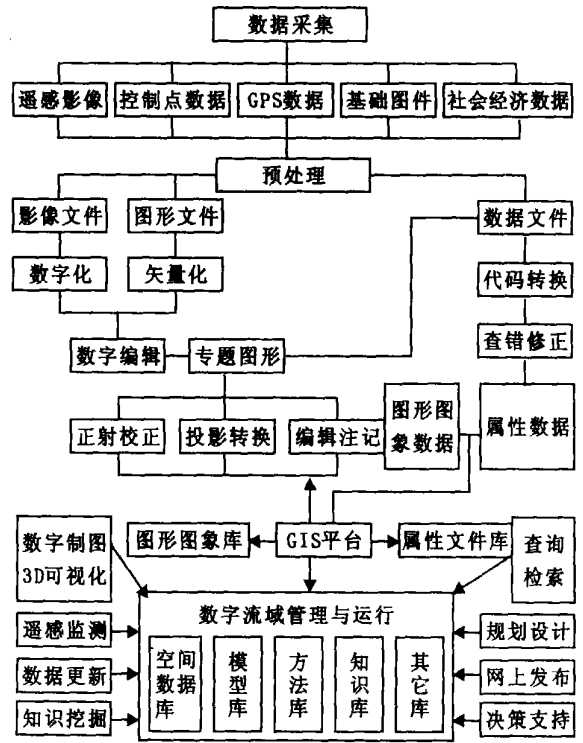 数据采集
遥感影像
控制点数据
GPS数据
基础图件
社会经济数据
预处理
影像文件
图形文件
数据文件
数字化
矢量化
代码转换
数字编辑
专题图形
查错修正
正射校正
投影转换
编辑注记
图形图
象数据
属性数据
数字制图
3D可视化
图形图象库
GIS平台
属性文件库
查询
检索
数字流域管理与运行
遥感监测
数据更新
知识挖掘
空间
数据
库
模
型
库
方
法
库
知
识
库
其
它
库
规划设计
网上发布
决策支持